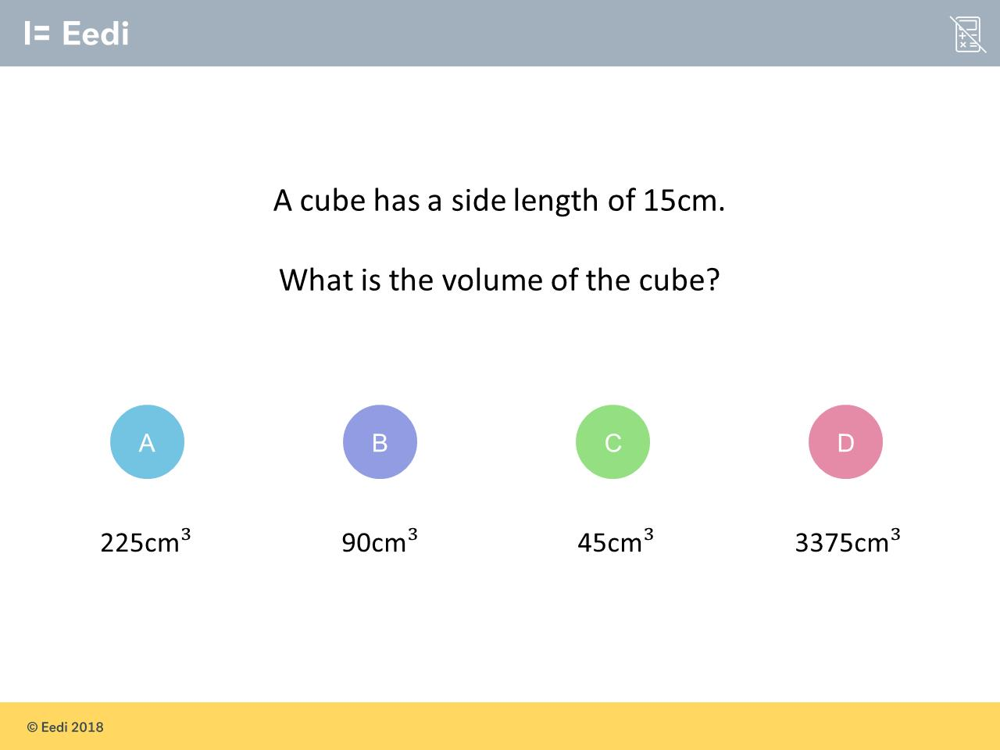 Eedi
A cube has a side length of 15cm.
What is the volume of the cube?
A B C D
225cm³ 90cm³ 45cm³ 3375cm³
© Eedi 2018